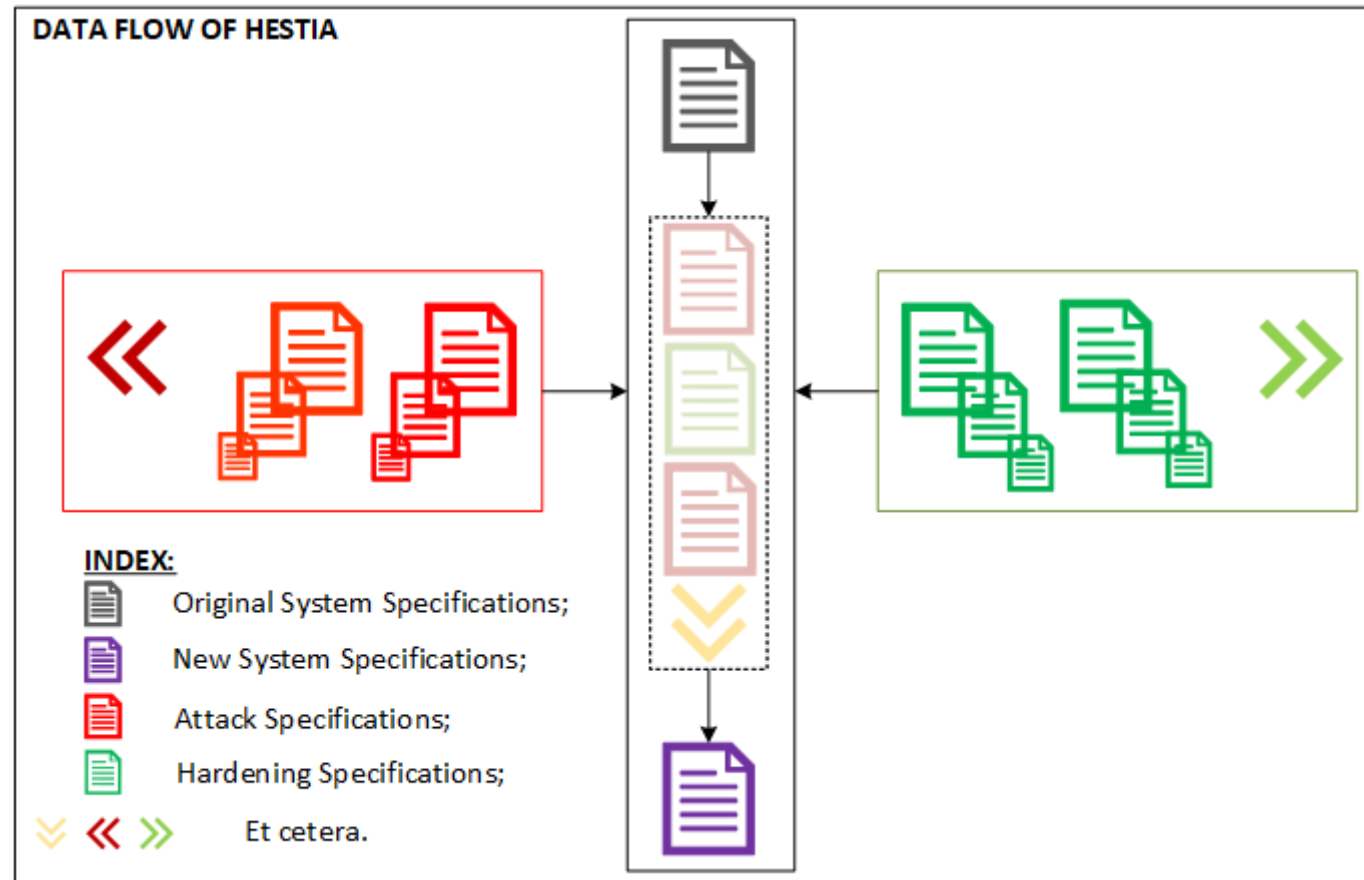 DATA FLOW OF HESTIA
INDEX:
Original System Specifications;
New System Specifications;
Attack Specifications;
Hardening Specifications;
Et cetera.